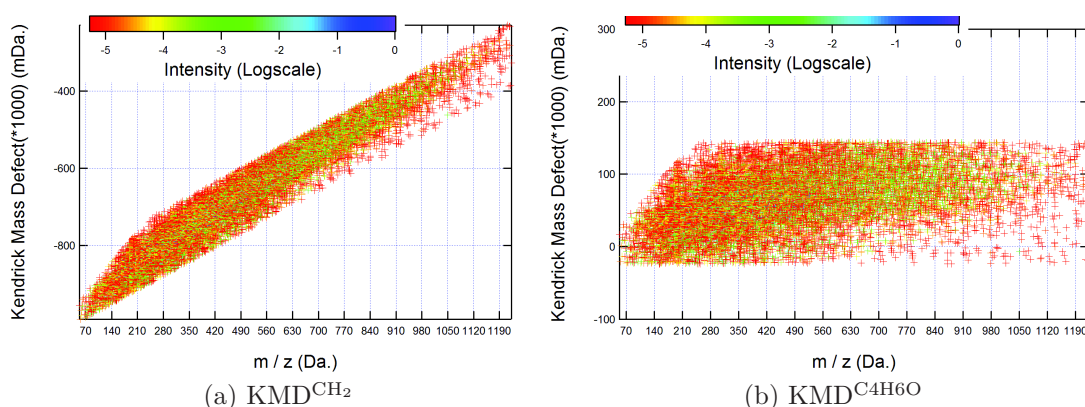 -5 -4 -3 -2 -1 0
Intensity (Logscale)
Kendrick Mass Defect(*1000) (mDa.)
-400
-600
-800
70 140 210 280 350 420 490 560 630 700 770 840 910 980 1050 1120 1190
m / z (Da.)
(a) KMD^CH₂
-5 -4 -3 -2 -1 0
Intensity (Logscale)
Kendrick Mass Defect(*1000) (mDa.)
300
200
100
0
-100
70 140 210 280 350 420 490 560 630 700 770 840 910 980 1050 1120 1190
m / z (Da.)
(b) KMD^C4H6O